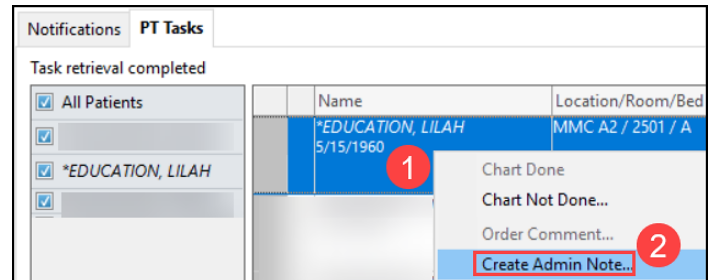 Notifications PT Tasks
Task retrieval completed
All Patients
Name Location/Room/Bed
*EDUCATION, LILAH MMC A2 / 2501 / A
5/15/1960
*EDUCATION, LILAH
1
Chart Done
Chart Not Done...
Order Comment...
2
Create Admin Note...